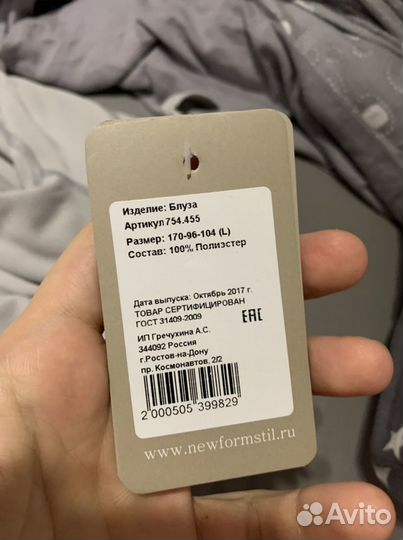 Изделие: Блуза
Артикул 754.455
Размер: 170-96-104 (L)
Состав: 100% Полиэстер
Дата выпуска: Октябрь 2017 г.
ТОВАР СЕРТИФИЦИРОВАН
ГОСТ 31409-2009
EAC
ИП Гречухина А.С.
344092 Россия
г.Ростов-на-Дону
пр. Космонавтов, 2/2
2 000505 399829
www.newformstil.ru
Avito